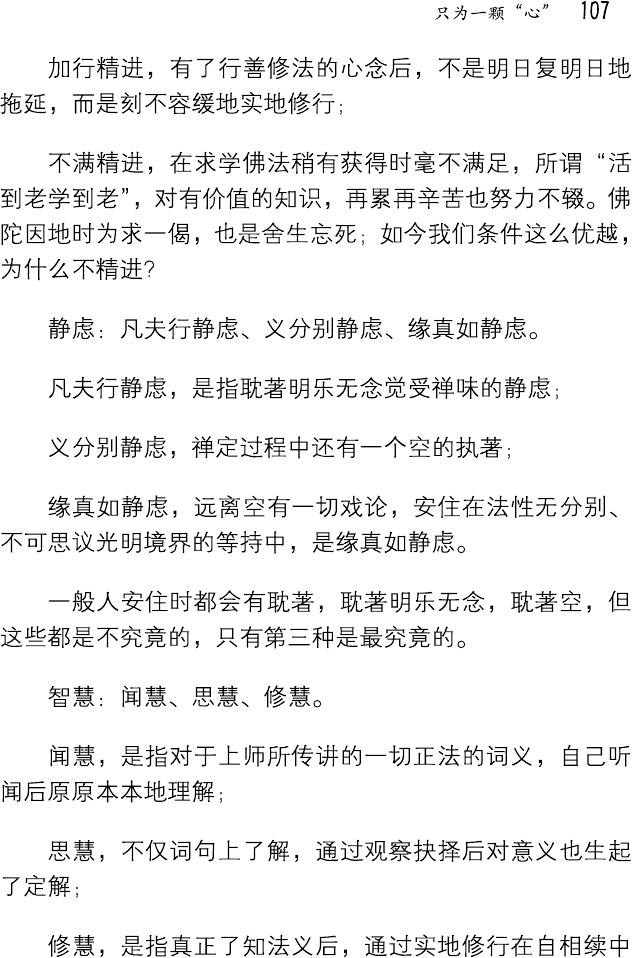 只为一颗“心” 107
加行精进，有了行善修法的心念后，不是明日复明日地
拖延，而是刻不容缓地实地修行；
不满精进，在求学佛法稍有获得时毫不满足，所谓“活
到老学到老”，对有价值的知识，再累再辛苦也努力不辍。佛
陀因地时为求一偈，也是舍生忘死；如今我们条件这么优越，
为什么不精进？
静虑：凡夫行静虑、义分别静虑、缘真如静虑。
凡夫行静虑，是指耽著明乐无念觉受禅味的静虑；
义分别静虑，禅定过程中还有一个空的执著；
缘真如静虑，远离空有一切戏论，安住在法性无分别、
不可思议光明境界的等持中，是缘真如静虑。
一般人安住时都会有耽著，耽著明乐无念，耽著空，但
这些都是不究竟的，只有第三种是最究竟的。
智慧：闻慧、思慧、修慧。
闻慧，是指对于上师所传讲的一切正法的词义，自己听
闻后原原本本地理解；
思慧，不仅词句上了解，通过观察抉择后对意义也生起
了定解；
修慧，是指真正了知法义后，通过实地修行在自相续中